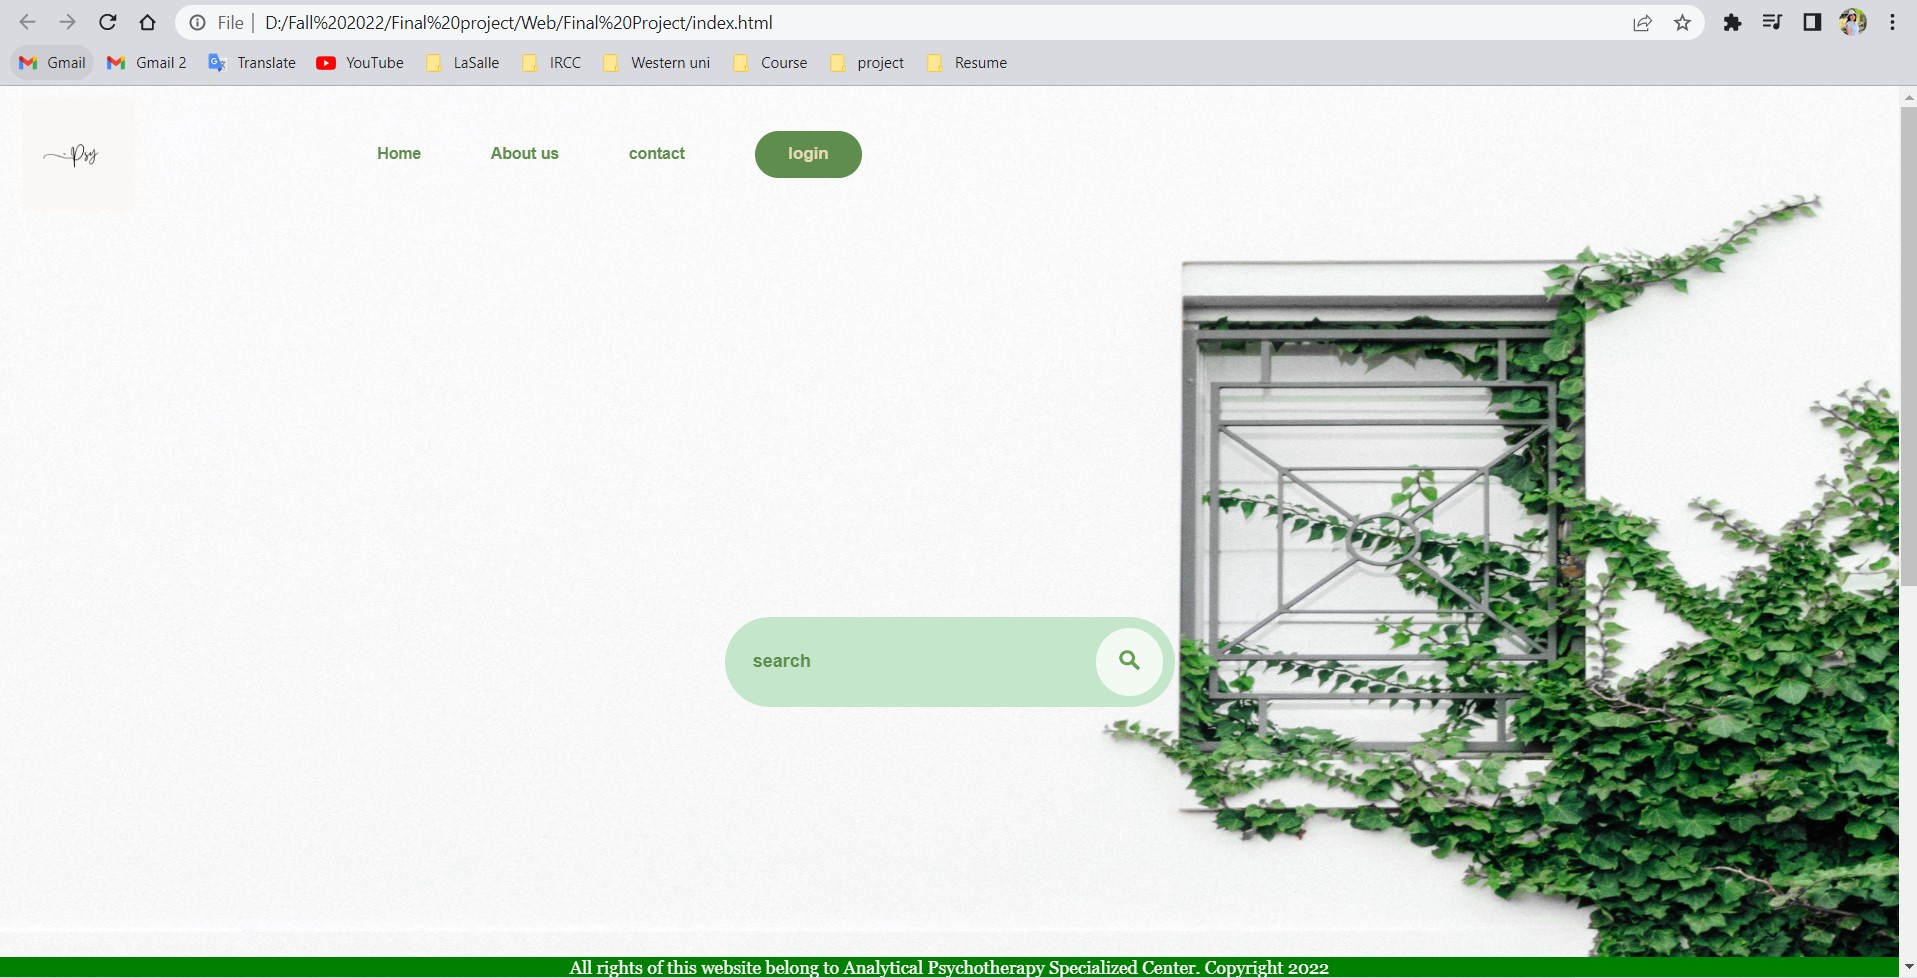 File | D:/Fall%202022/Final%20project/Web/Final%20Project/index.html
Gmail Gmail 2 Translate YouTube LaSalle IRCC Western uni Course project Resume
Psy
Home About us contact login
search
All rights of this website belong to Analytical Psychotherapy Specialized Center. Copyright 2022